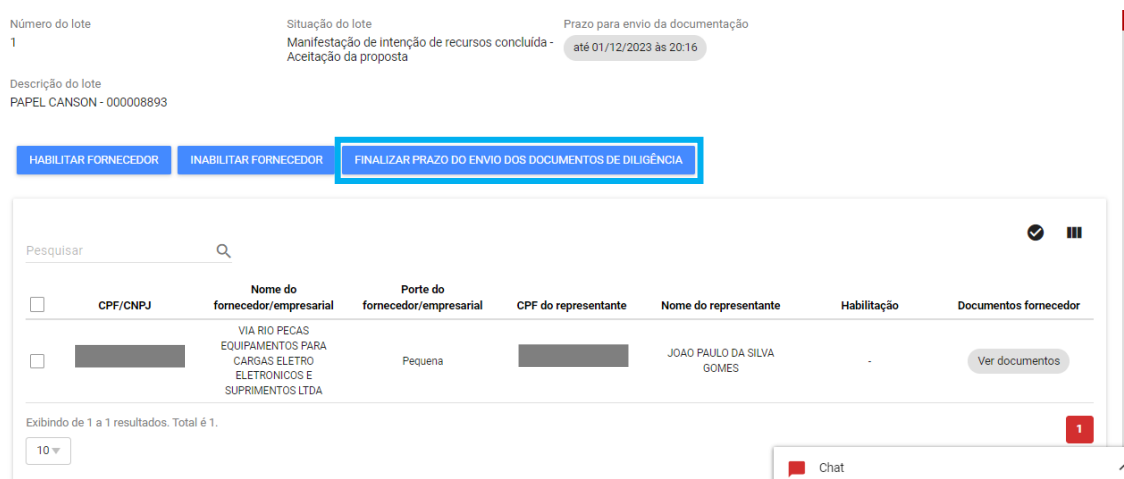 Número do lote
1
Situação do lote
Manifestação de intenção de recursos concluída -
Aceitação da proposta
Prazo para envio da documentação
até 01/12/2023 às 20:16
Descrição do lote
PAPEL CANSON - 000008893
HABILITAR FORNECEDOR
INABILITAR FORNECEDOR
FINALIZAR PRAZO DO ENVIO DOS DOCUMENTOS DE DILIGÊNCIA
Pesquisar
CPF/CNPJ
Nome do
fornecedor/empresarial
Porte do
fornecedor/empresarial
CPF do representante
Nome do representante
Habilitação
Documentos fornecedor
VIA RIO PECAS
EQUIPAMENTOS PARA
CARGAS ELETRO
ELETRONICOS E
SUPRIMENTOS LTDA
Pequena
JOAO PAULO DA SILVA
GOMES
-
Ver documentos
Exibindo de 1 a 1 resultados. Total é 1.
1
10
Chat